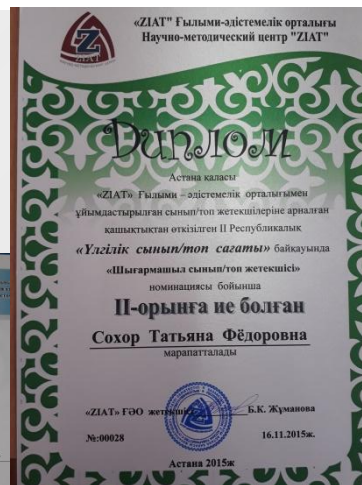 «ZIAT" Ғылыми-әдістемелік орталығы
Научно-методический центр "ZIAT"
ZIAT
Диплом
Астана қаласы
«ZIAT» Ғылыми – әдістемелік орталығымен
ұйымдастырылған сынып/топ жетекшілеріне арналған
қашықтықтан өткізілген II Республикалық
«Үлгілік сынып/топ сағаты» байқауында
«Шығармашыл сынып/топ жетекшісі»
номинациясы бойынша
II-орынға ие болған
Сохор Татьяна Фёдоровна
марапатталады
«ZIAT» ҒӘО жетекшісі Б.К. Жұманова
№:00028 16.11.2015ж.
Астана 2015ж